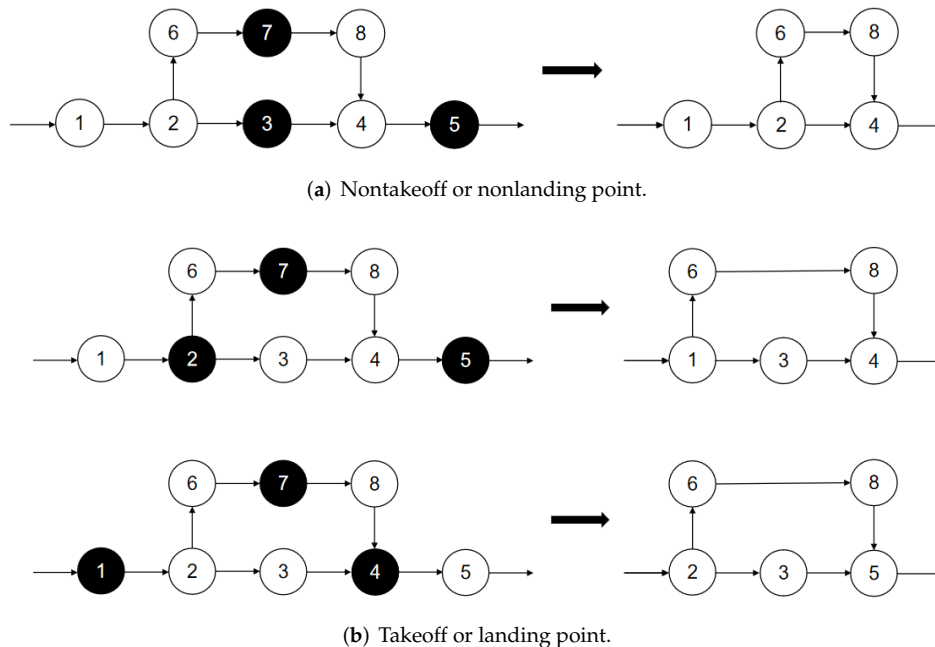 6 7 8 6 8
1 2 3 4 5 1 2 4
(a) Nontakeoff or nonlanding point.
6 7 8 6 8
1 2 3 4 5 1 3 4
6 7 8 6 8
1 2 3 4 5 2 3 5
(b) Takeoff or landing point.